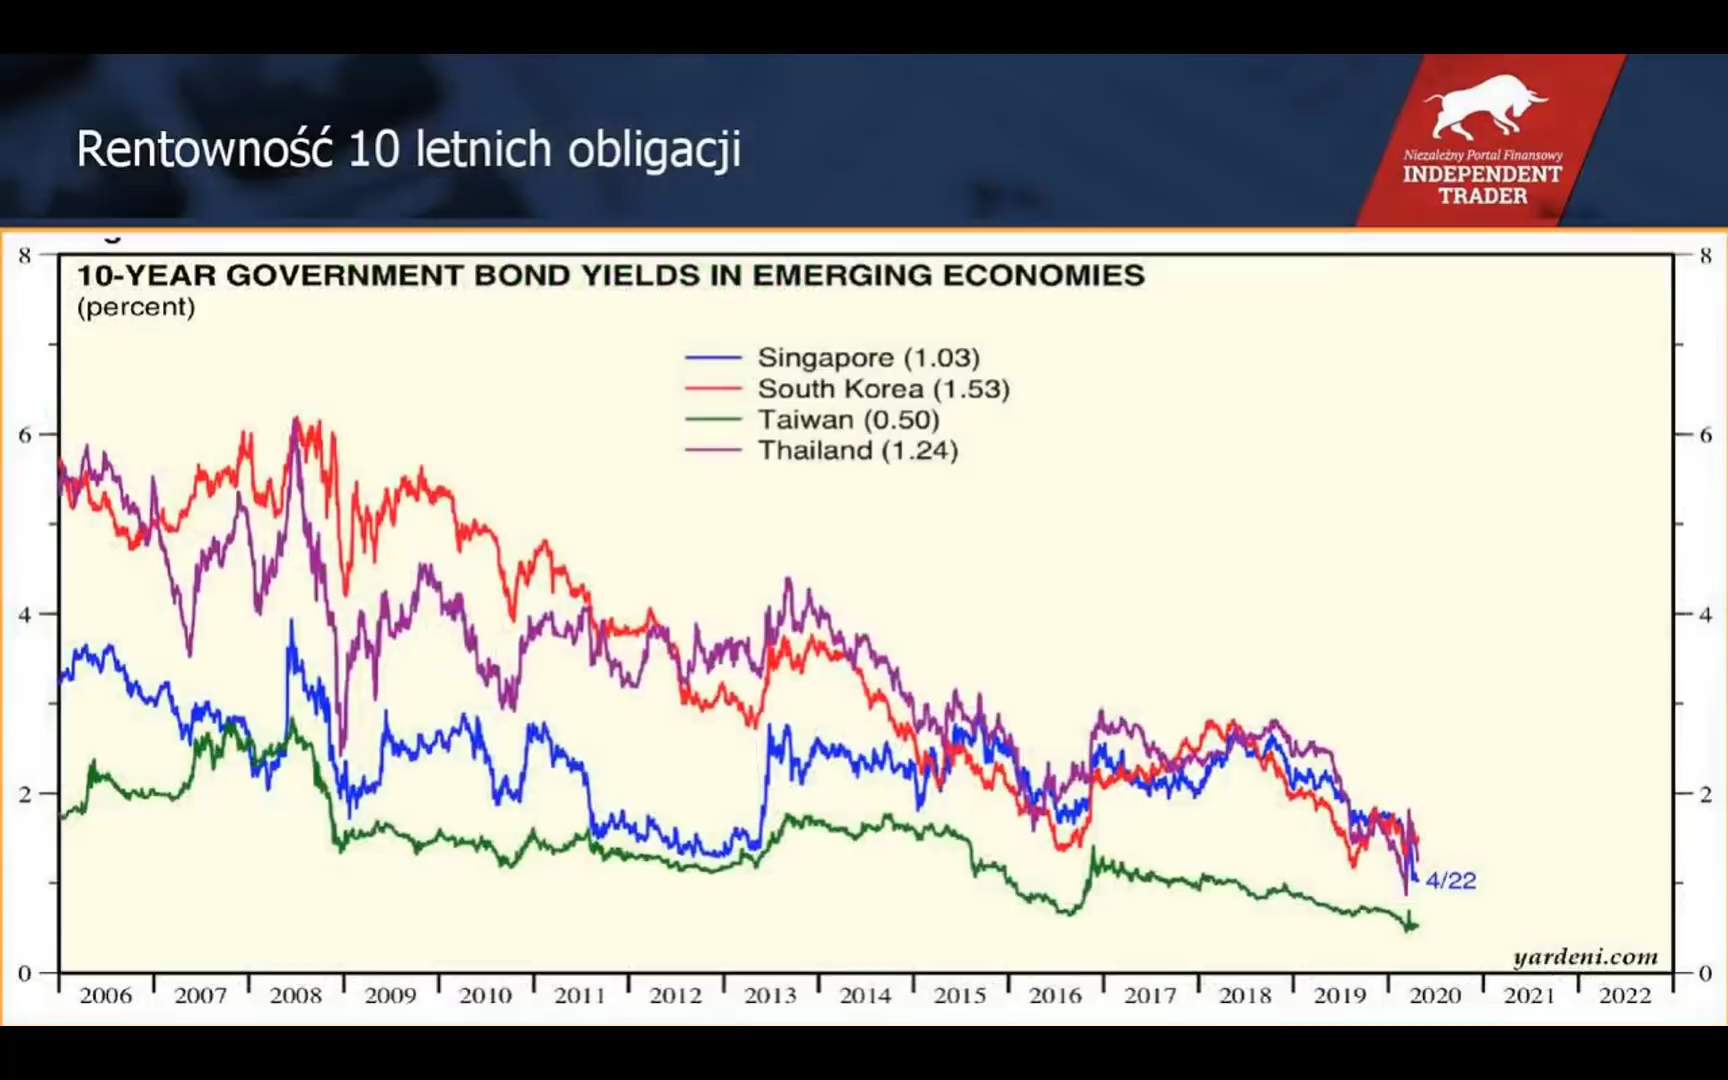 Rentowność 10 letnich obligacji
Niezależny Portal Finansowy
INDEPENDENT
TRADER
10-YEAR GOVERNMENT BOND YIELDS IN EMERGING ECONOMIES
(percent)
Singapore (1.03)
South Korea (1.53)
Taiwan (0.50)
Thailand (1.24)
8
6
4
2
0
8
6
4
2
0
4/22
yardeni.com
2006 2007 2008 2009 2010 2011 2012 2013 2014 2015 2016 2017 2018 2019 2020 2021 2022